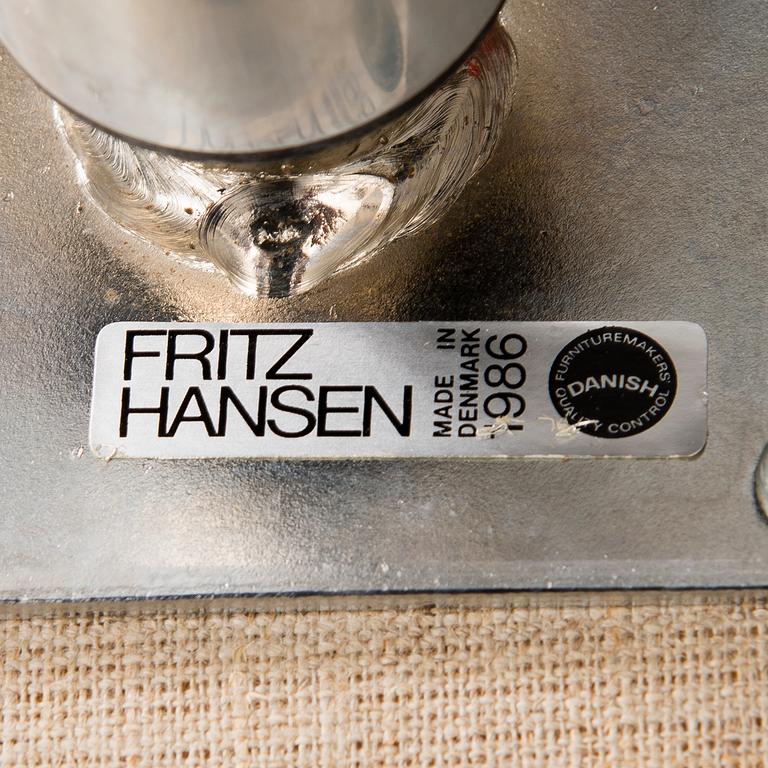 FRITZ
HANSEN
MADE IN
DENMARK
1986
FURNITUREMAKERS'
DANISH
QUALITY CONTROL